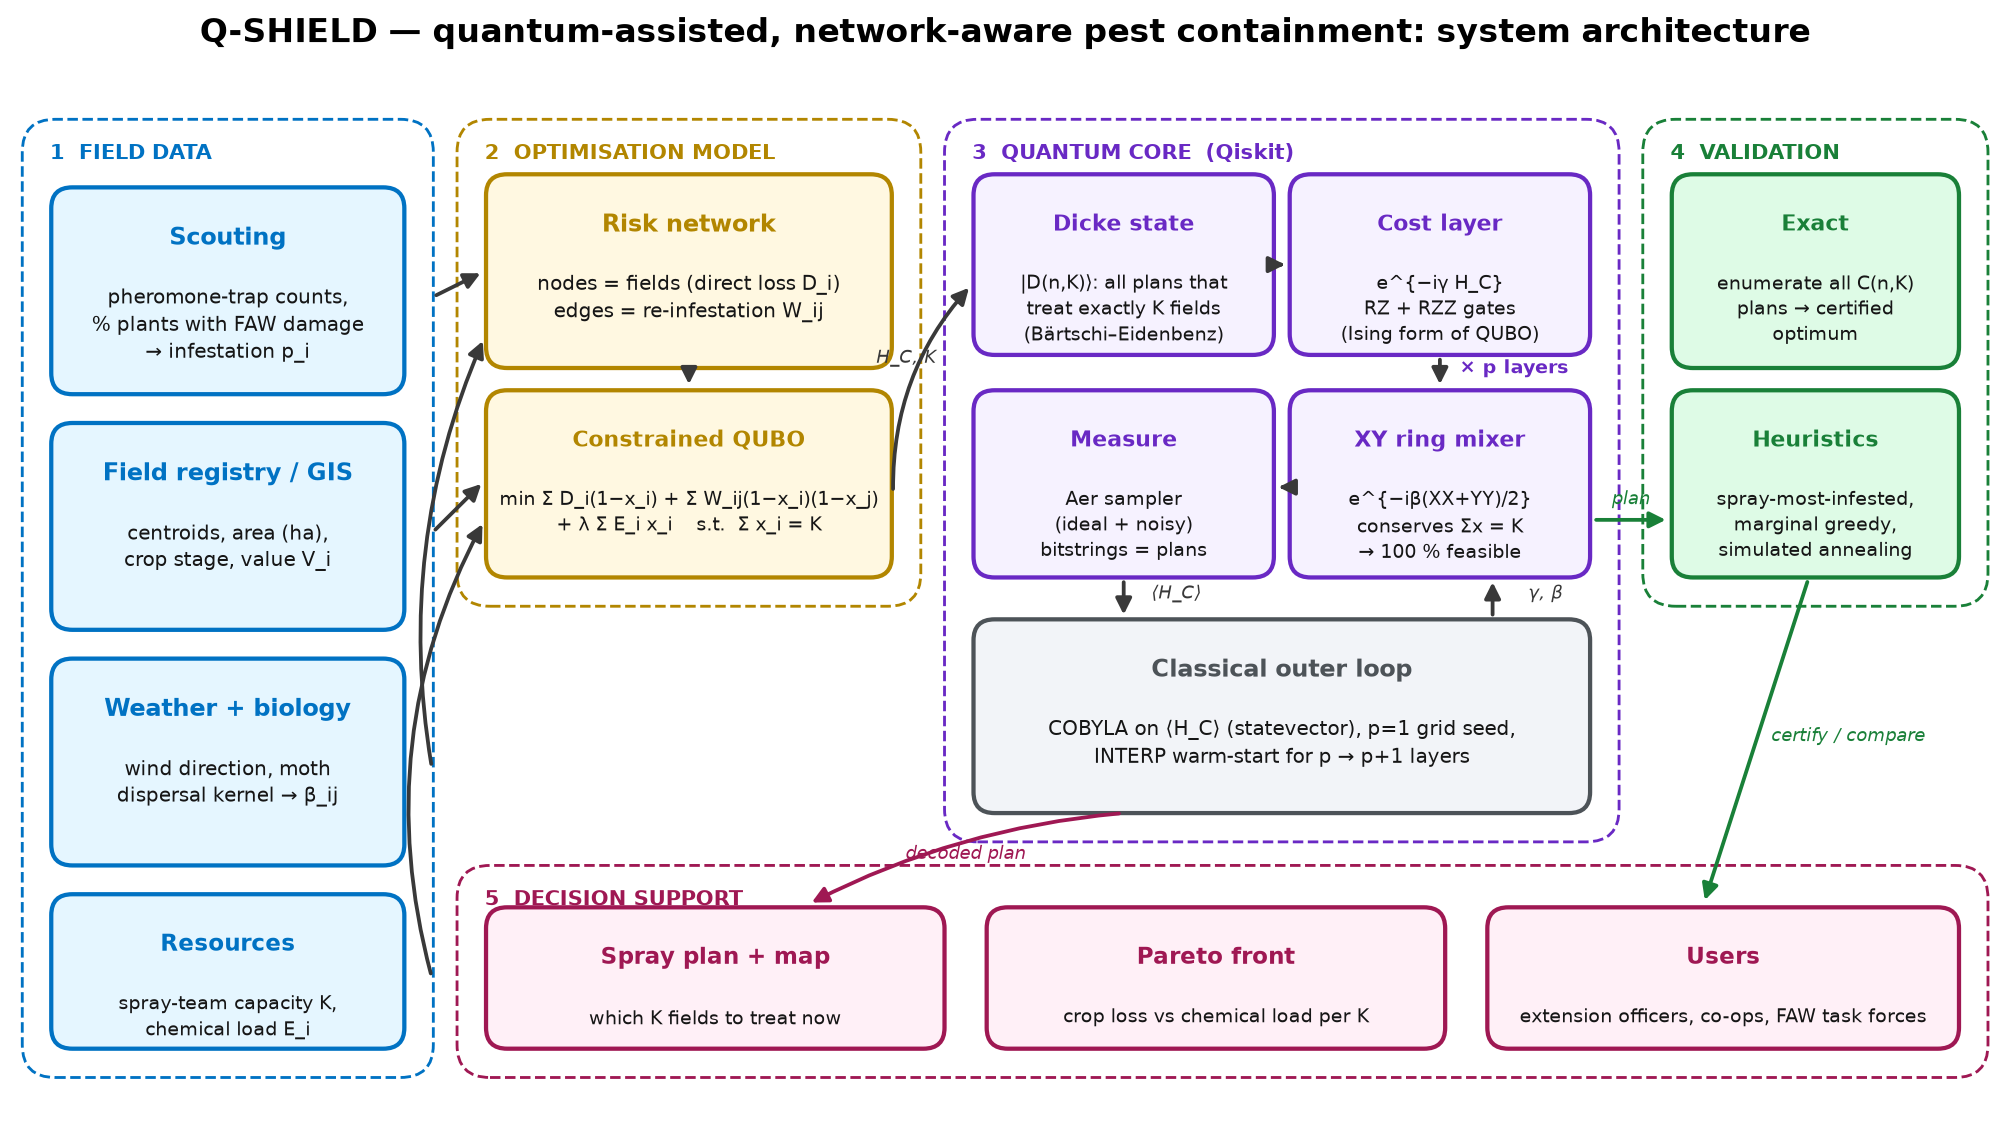 Q-SHIELD — quantum-assisted, network-aware pest containment: system architecture
1 FIELD DATA
Scouting
pheromone-trap counts,
% plants with FAW damage
→ infestation p_i
Field registry / GIS
centroids, area (ha),
crop stage, value V_i
Weather + biology
wind direction, moth
dispersal kernel → β_ij
Resources
spray-team capacity K,
chemical load E_i
2 OPTIMISATION MODEL
Risk network
nodes = fields (direct loss D_i)
edges = re-infestation W_ij
Constrained QUBO
min Σ D_i(1−x_i) + Σ W_ij(1−x_i)(1−x_j)
+ λ Σ E_i x_i s.t. Σ x_i = K
H_C, K
3 QUANTUM CORE (Qiskit)
Dicke state
|D(n,K)⟩: all plans that
treat exactly K fields
(Bärtschi–Eidenbenz)
Cost layer
e^{−iγ H_C}
RZ + RZZ gates
(Ising form of QUBO)
× p layers
Measure
Aer sampler
(ideal + noisy)
bitstrings = plans
XY ring mixer
e^{−iβ(XX+YY)/2}
conserves Σx = K
→ 100 % feasible
⟨H_C⟩
γ, β
Classical outer loop
COBYLA on ⟨H_C⟩ (statevector), p=1 grid seed,
INTERP warm-start for p → p+1 layers
plan
4 VALIDATION
Exact
enumerate all C(n,K)
plans → certified
optimum
Heuristics
spray-most-infested,
marginal greedy,
simulated annealing
certify / compare
decoded plan
5 DECISION SUPPORT
Spray plan + map
which K fields to treat now
Pareto front
crop loss vs chemical load per K
Users
extension officers, co-ops, FAW task forces